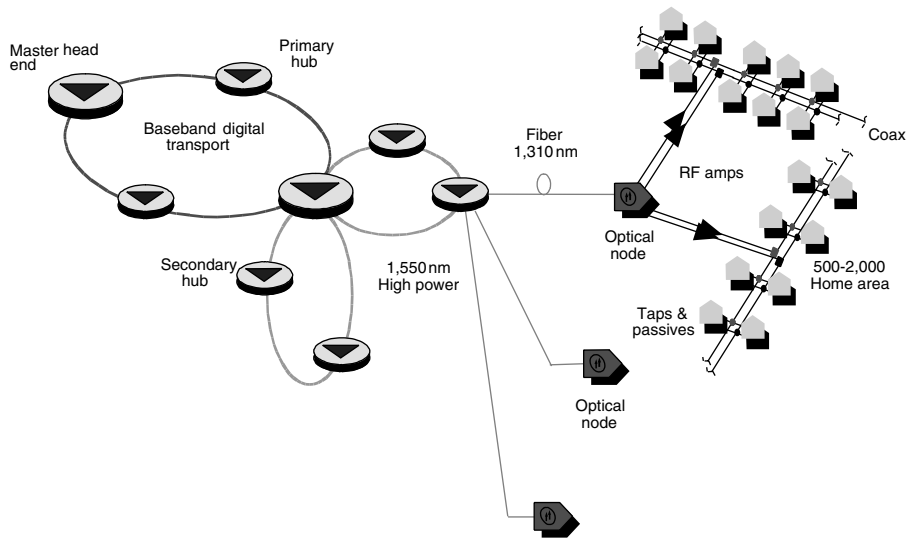 Master head
end
Primary
hub
Baseband digital
transport
Fiber
1,310 nm
Coax
RF amps
Optical
node
Secondary
hub
1,550 nm
High power
500-2,000
Home area
Taps &
passives
Optical
node